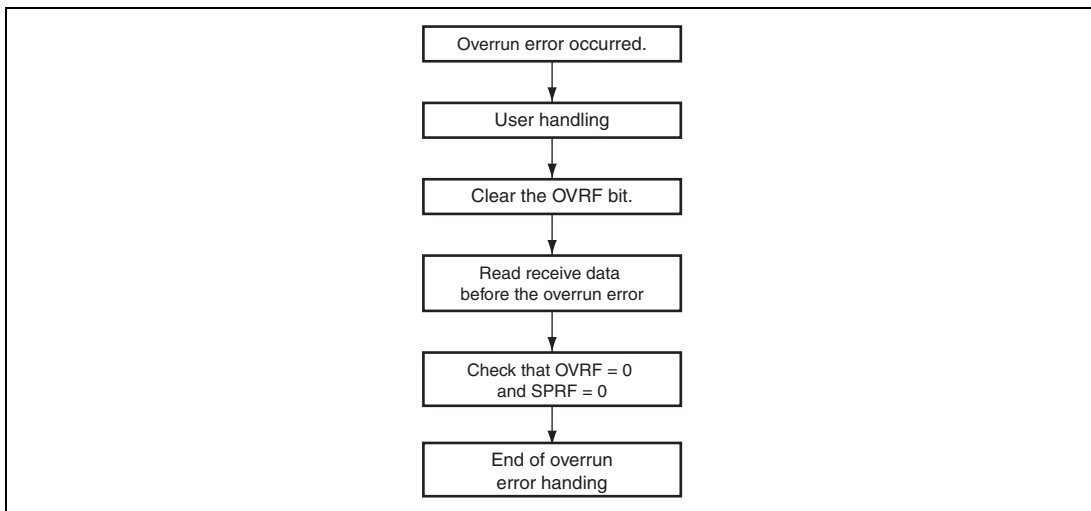 Overrun error occurred.
User handling
Clear the OVRF bit.
Read receive data
before the overrun error
Check that OVRF = 0
and SPRF = 0
End of overrun
error handing